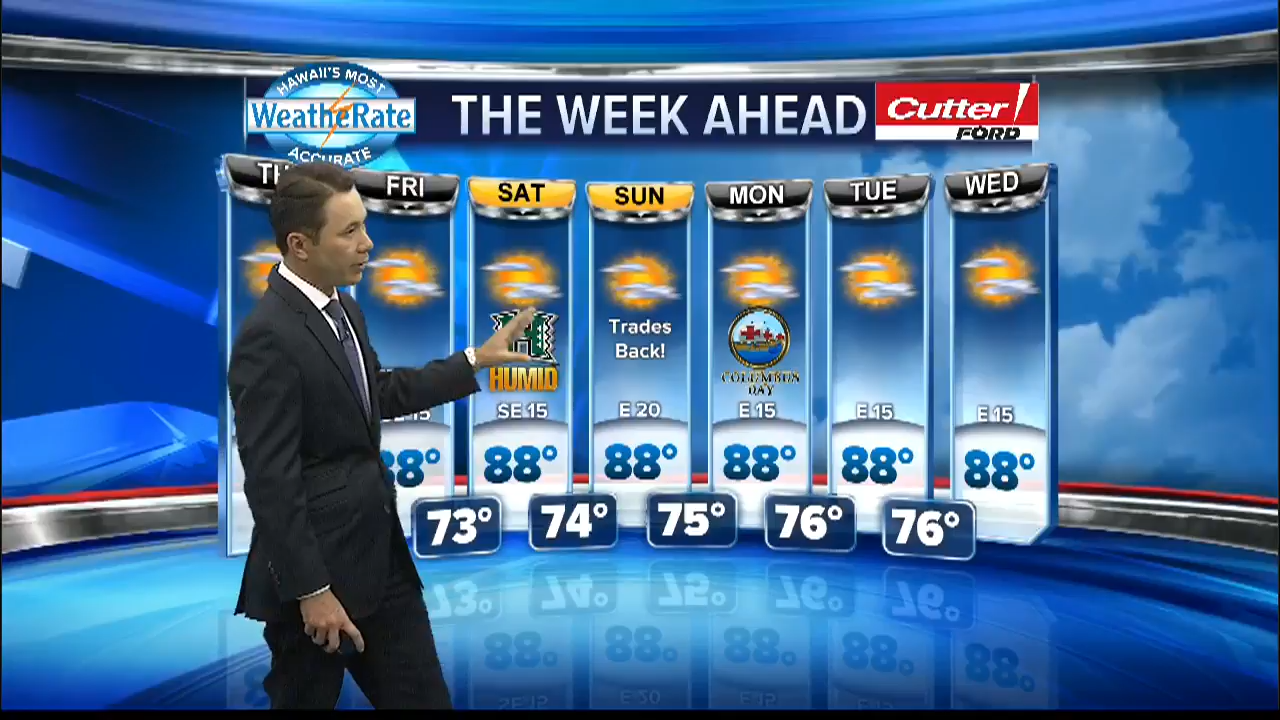 HAWAII'S MOST
WeatheRate
ACCURATE
THE WEEK AHEAD
Cutter!
FORD
FRI
SAT
SUN
MON
TUE
WED
H
HUMID
Trades
Back!
COLUMBUS
DAY
SE 15
E 20
E 15
E 15
E 15
88°
88°
88°
88°
88°
88°
73°
74°
75°
76°
76°